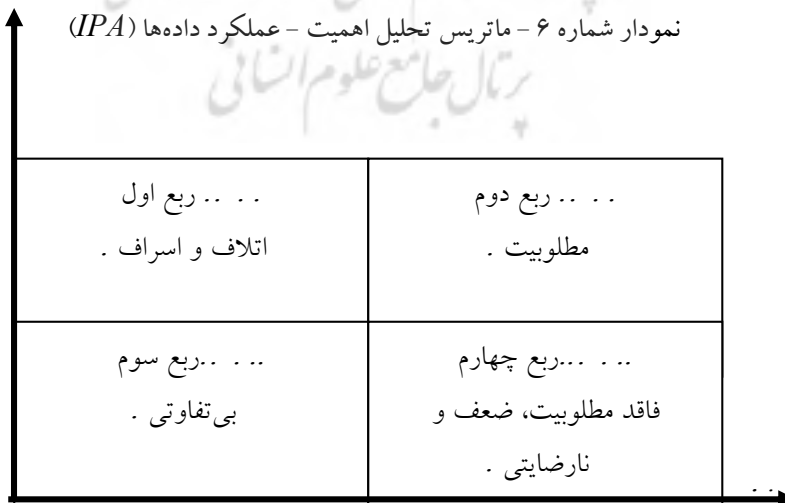 نمودار شماره ۶ – ماتریس تحلیل اهمیت – عملکرد داده‌ها (IPA)
پرتال جامع علوم انسانی
. . .. ربع دوم
مطلوبیت .
. . .. ربع اول
اتلاف و اسراف .
.. . ...ربع چهارم
فاقد مطلوبیت، ضعف و
نارضایتی .
.. . ..ربع سوم
بی‌تفاوتی .